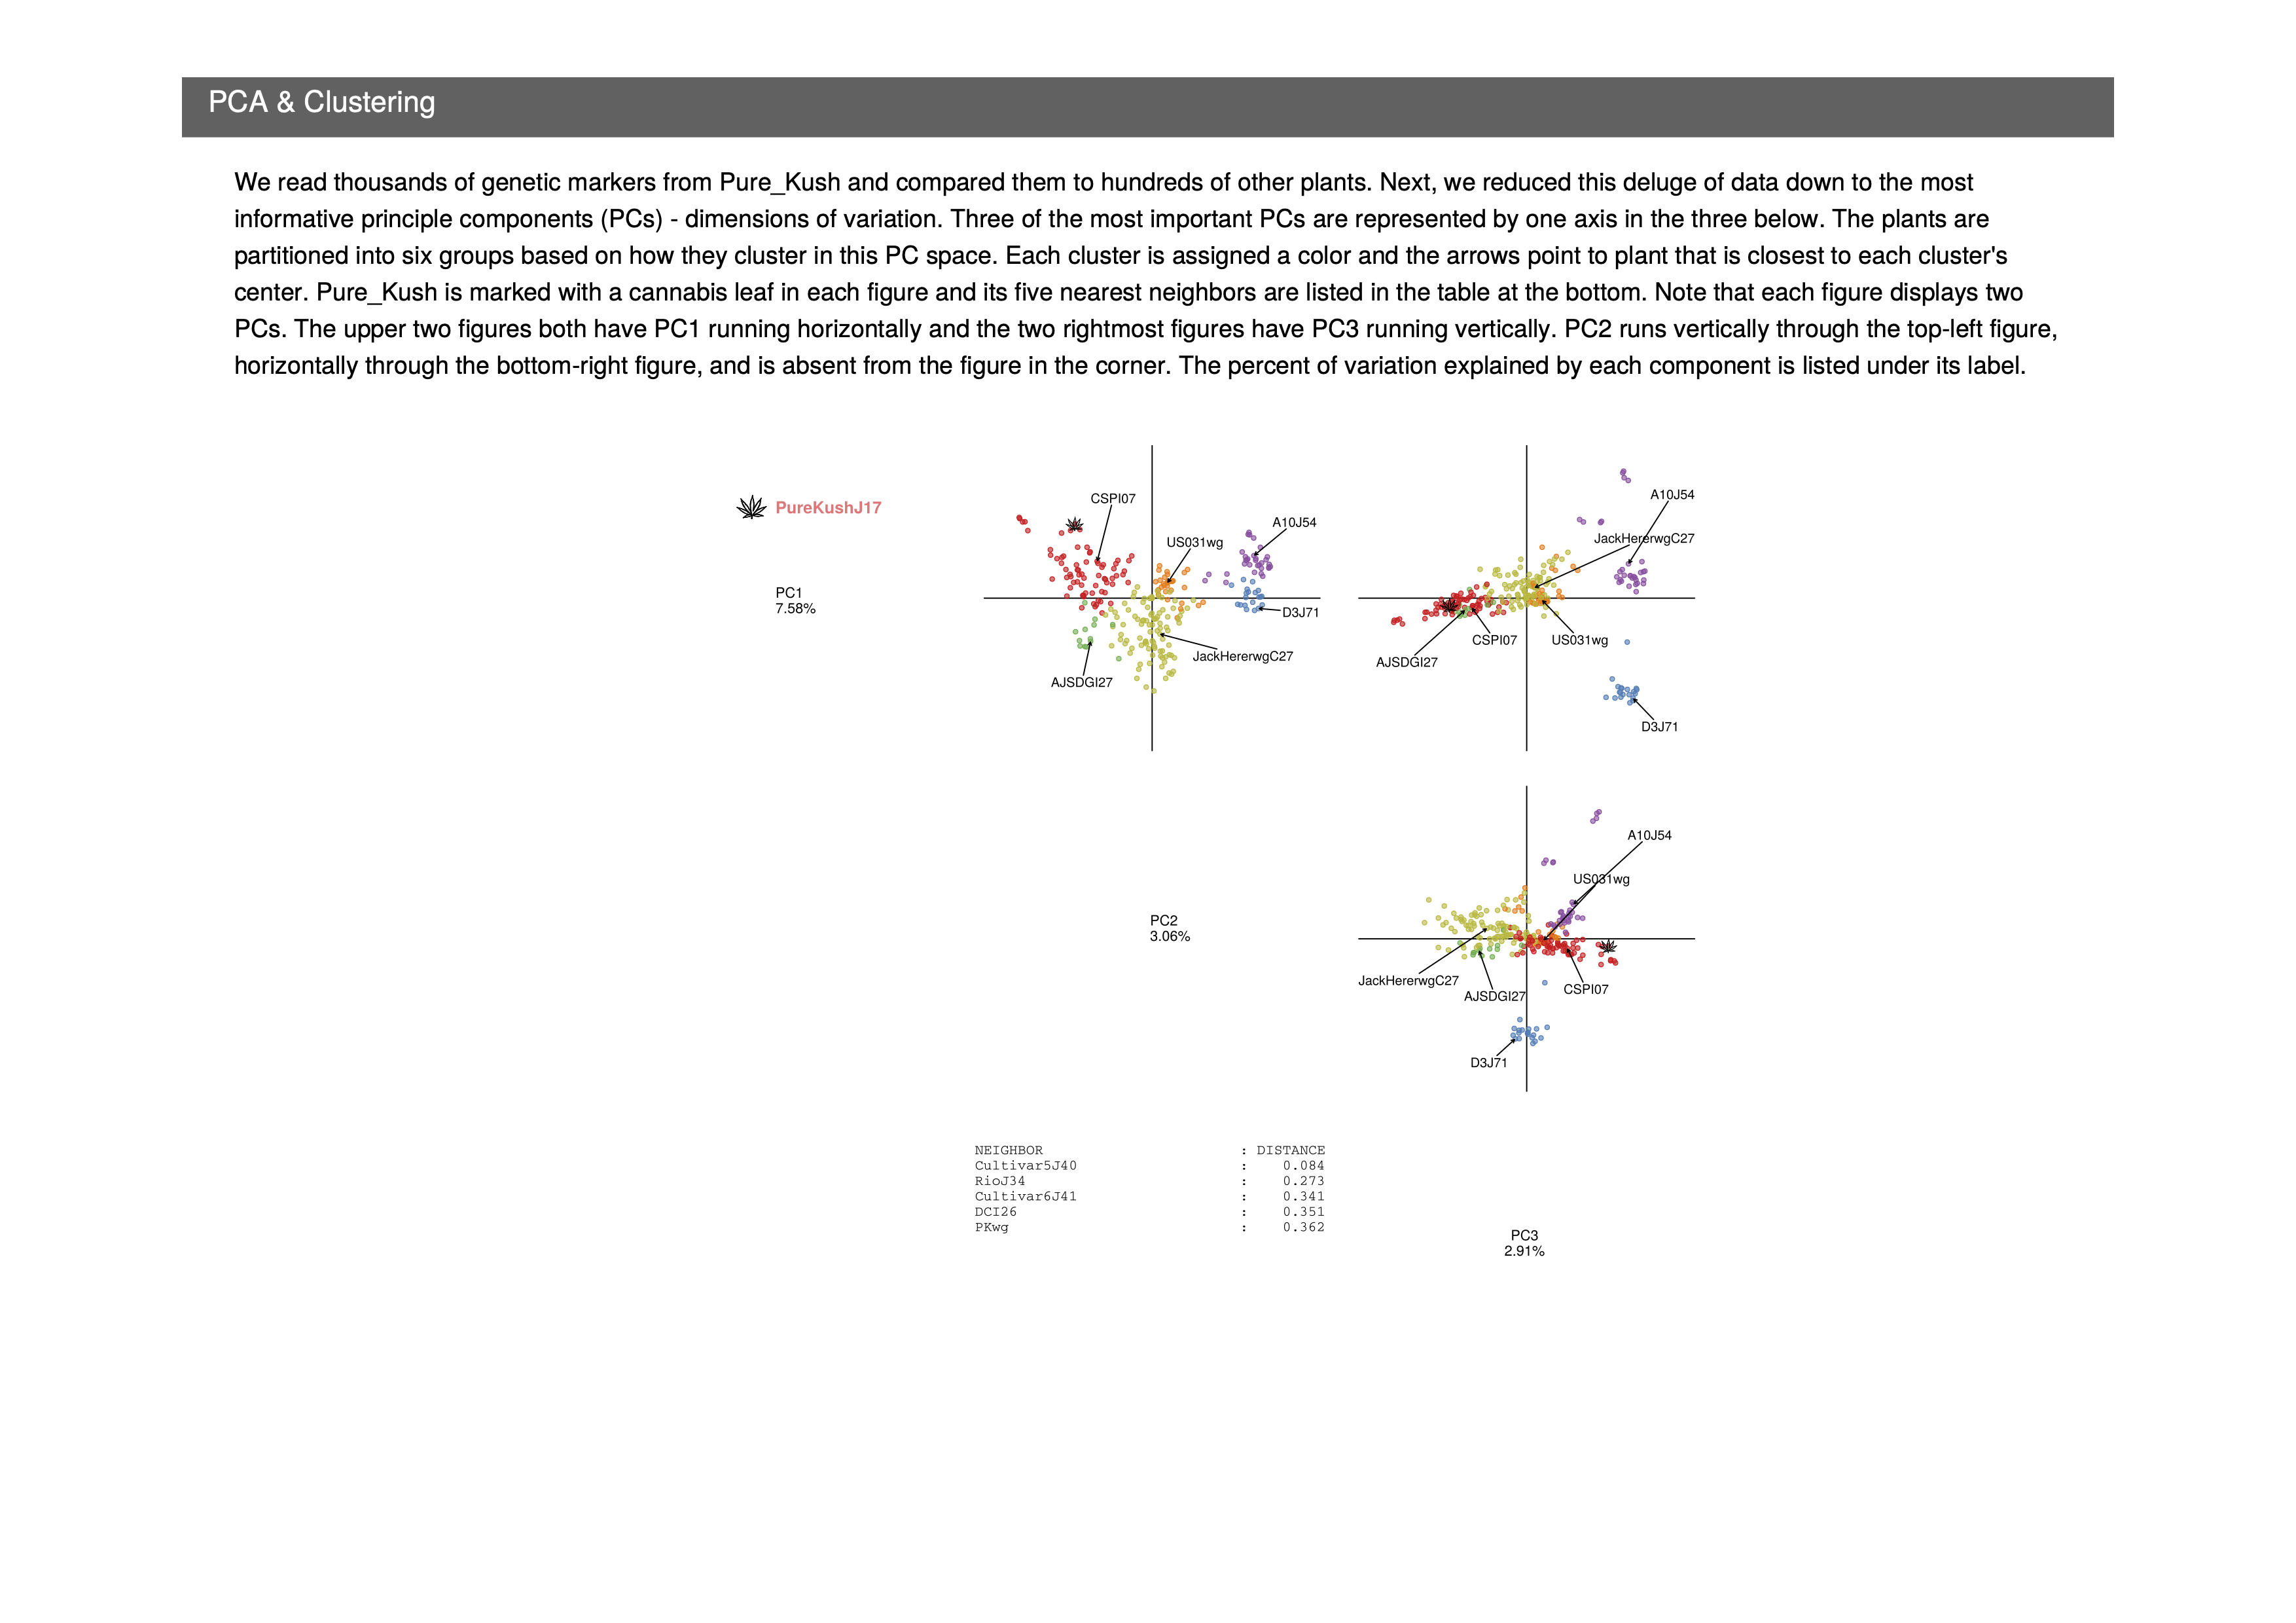 PCA & Clustering
We read thousands of genetic markers from Pure_Kush and compared them to hundreds of other plants. Next, we reduced this deluge of data down to the most
informative principle components (PCs) - dimensions of variation. Three of the most important PCs are represented by one axis in the three below. The plants are
partitioned into six groups based on how they cluster in this PC space. Each cluster is assigned a color and the arrows point to plant that is closest to each cluster's
center. Pure_Kush is marked with a cannabis leaf in each figure and its five nearest neighbors are listed in the table at the bottom. Note that each figure displays two
PCs. The upper two figures both have PC1 running horizontally and the two rightmost figures have PC3 running vertically. PC2 runs vertically through the top-left figure,
horizontally through the bottom-right figure, and is absent from the figure in the corner. The percent of variation explained by each component is listed under its label.
PureKushJ17
PC1
7.58%
CSPI07
US031wg
A10J54
D3J71
JackHererwgC27
AJSDGI27
A10J54
JackHererwgC27
CSPI07
US031wg
AJSDGI27
D3J71
PC2
3.06%
A10J54
US031wg
JackHererwgC27
AJSDGI27
CSPI07
D3J71
NEIGHBOR : DISTANCE
Cultivar5J40 : 0.084
RioJ34 : 0.273
Cultivar6J41 : 0.341
DCI26 : 0.351
PKwg : 0.362
PC3
2.91%